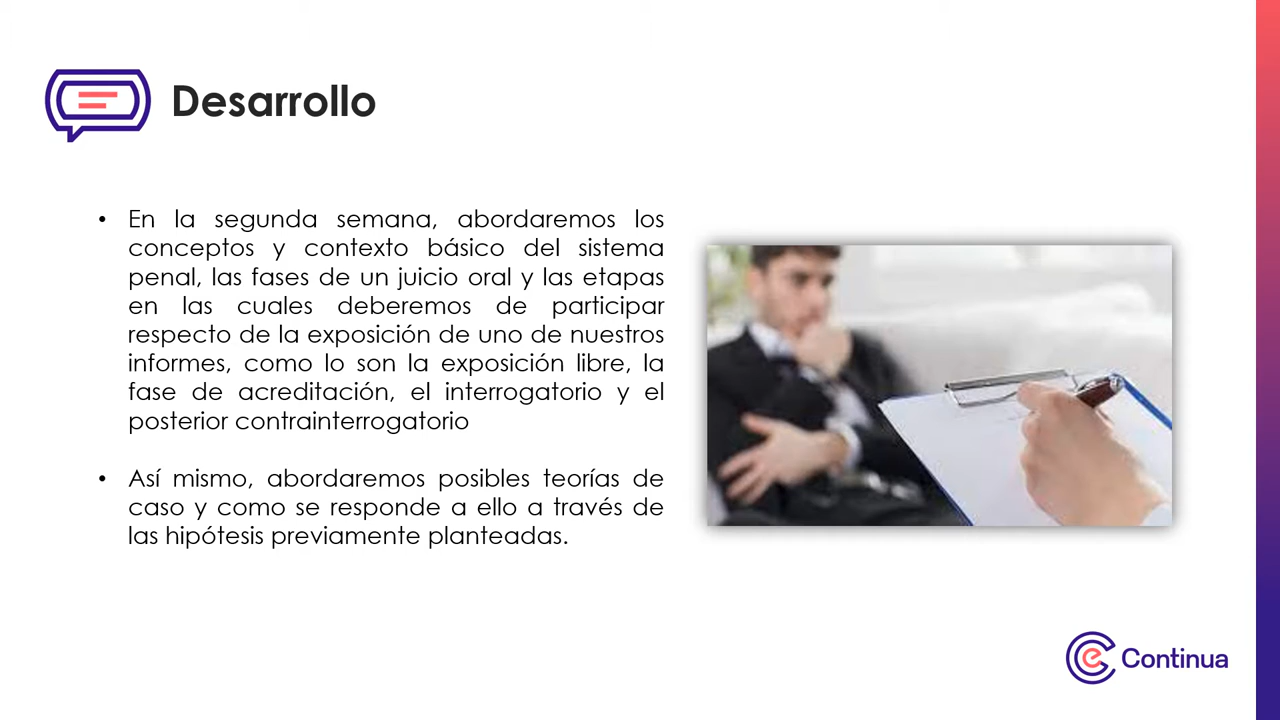 Desarrollo
• En la segunda semana, abordaremos los
conceptos y contexto básico del sistema
penal, las fases de un juicio oral y las etapas
en las cuales deberemos de participar
respecto de la exposición de uno de nuestros
informes, como lo son la exposición libre, la
fase de acreditación, el interrogatorio y el
posterior contrainterrogatorio
• Así mismo, abordaremos posibles teorías de
caso y como se responde a ello a través de
las hipótesis previamente planteadas.
e Continua